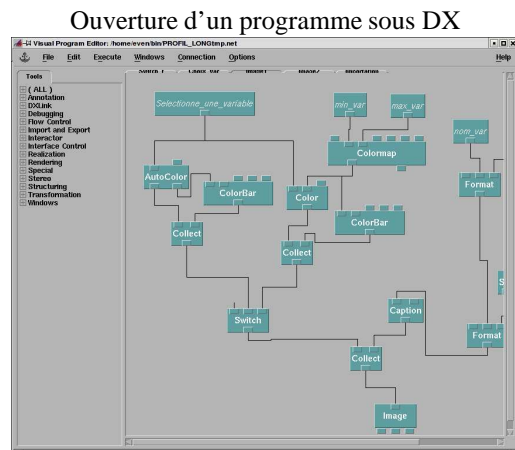 Ouverture d'un programme sous DX
Visual Program Editor: /home/even/bin/PROFIL_LONGtmp.net
File Edit Execute Windows Connection Options Help
Tools
( ALL )
Annotation
DXLink
Debugging
Flow Control
Import and Export
Interactor
Interface Control
Realization
Rendering
Special
Stereo
Structuring
Transformation
Windows
Selectionne_une_variable
min_var
max_var
nom_var
Colormap
AutoColor
ColorBar
Color
Format
ColorBar
Collect
Collect
Switch
Caption
Format
Collect
Image